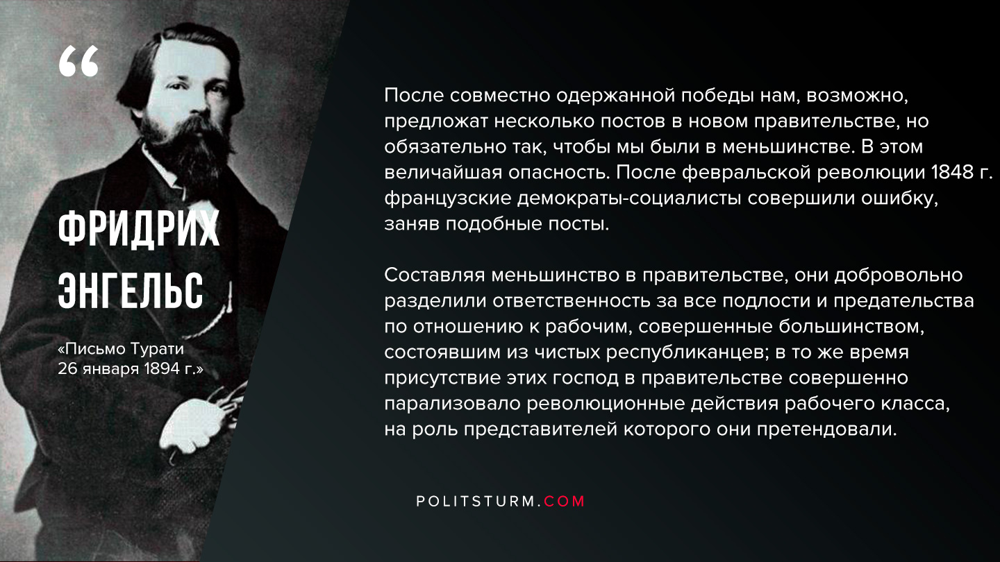 “
ФРИДРИХ
ЭНГЕЛЬС
«Письмо Турати
26 января 1894 г.»
После совместно одержанной победы нам, возможно,
предложат несколько постов в новом правительстве, но
обязательно так, чтобы мы были в меньшинстве. В этом
величайшая опасность. После февральской революции 1848 г.
французские демократы-социалисты совершили ошибку,
заняв подобные посты.
Составляя меньшинство в правительстве, они добровольно
разделили ответственность за все подлости и предательства
по отношению к рабочим, совершенные большинством,
состоявшим из чистых республиканцев; в то же время
присутствие этих господ в правительстве совершенно
парализовало революционные действия рабочего класса,
на роль представителей которого они претендовали.
POLITSTURM.COM